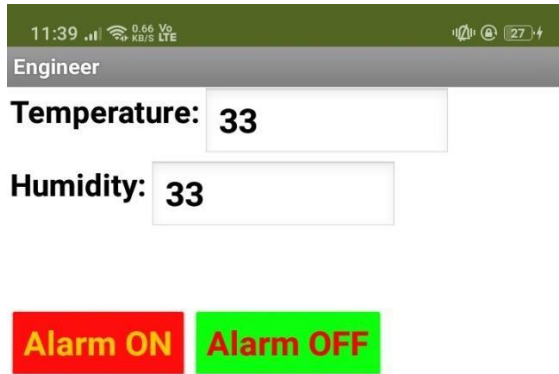 11:39 0.66 KB/S Vo LTE 27
Engineer
Temperature: 33
Humidity: 33
Alarm ON Alarm OFF